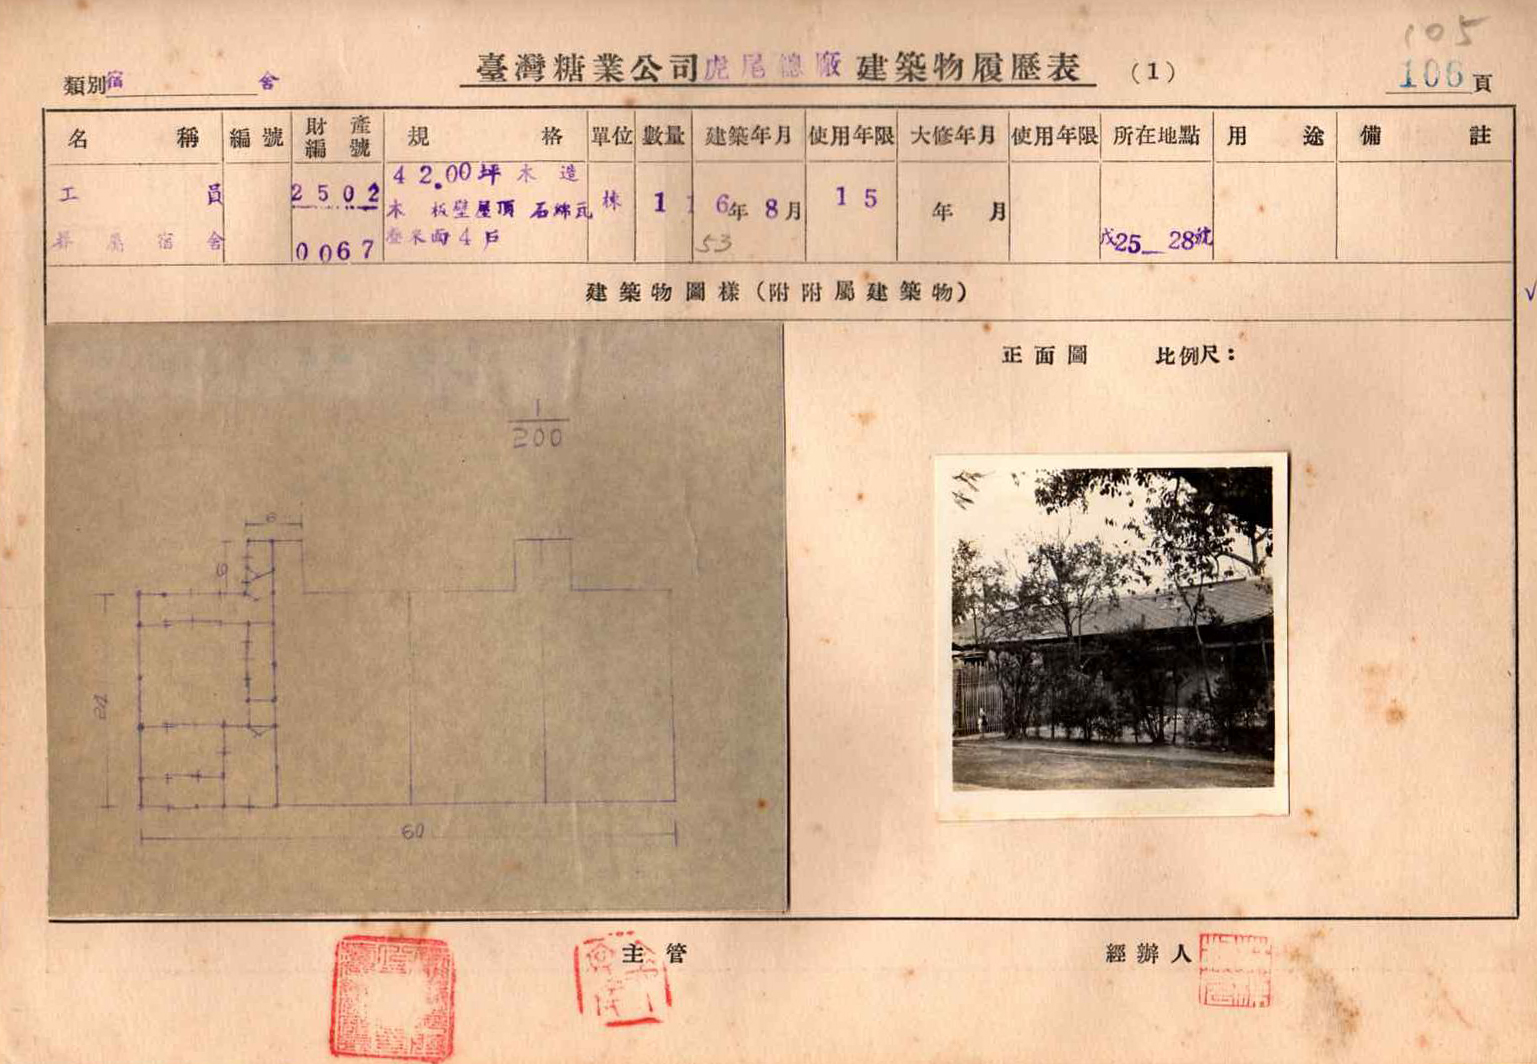 105
類別宿舍
臺灣糖業公司虎尾總廠建築物履歷表 (1)
106頁
名稱 編號 財產編號 規格 單位 數量 建築年月 使用年限 大修年月 使用年限 所在地點 用途 備註
工員 2502 42.00坪木造 棟 1 16年8月 15 年月
木板壁屋頂石綿瓦
眷屬宿舍 0067 疊米面4戶 53 戊25_28號
建築物圖樣(附附屬建築物)
√
正面圖 比例尺:
1
200
6
9
24
60
主管 經辦人